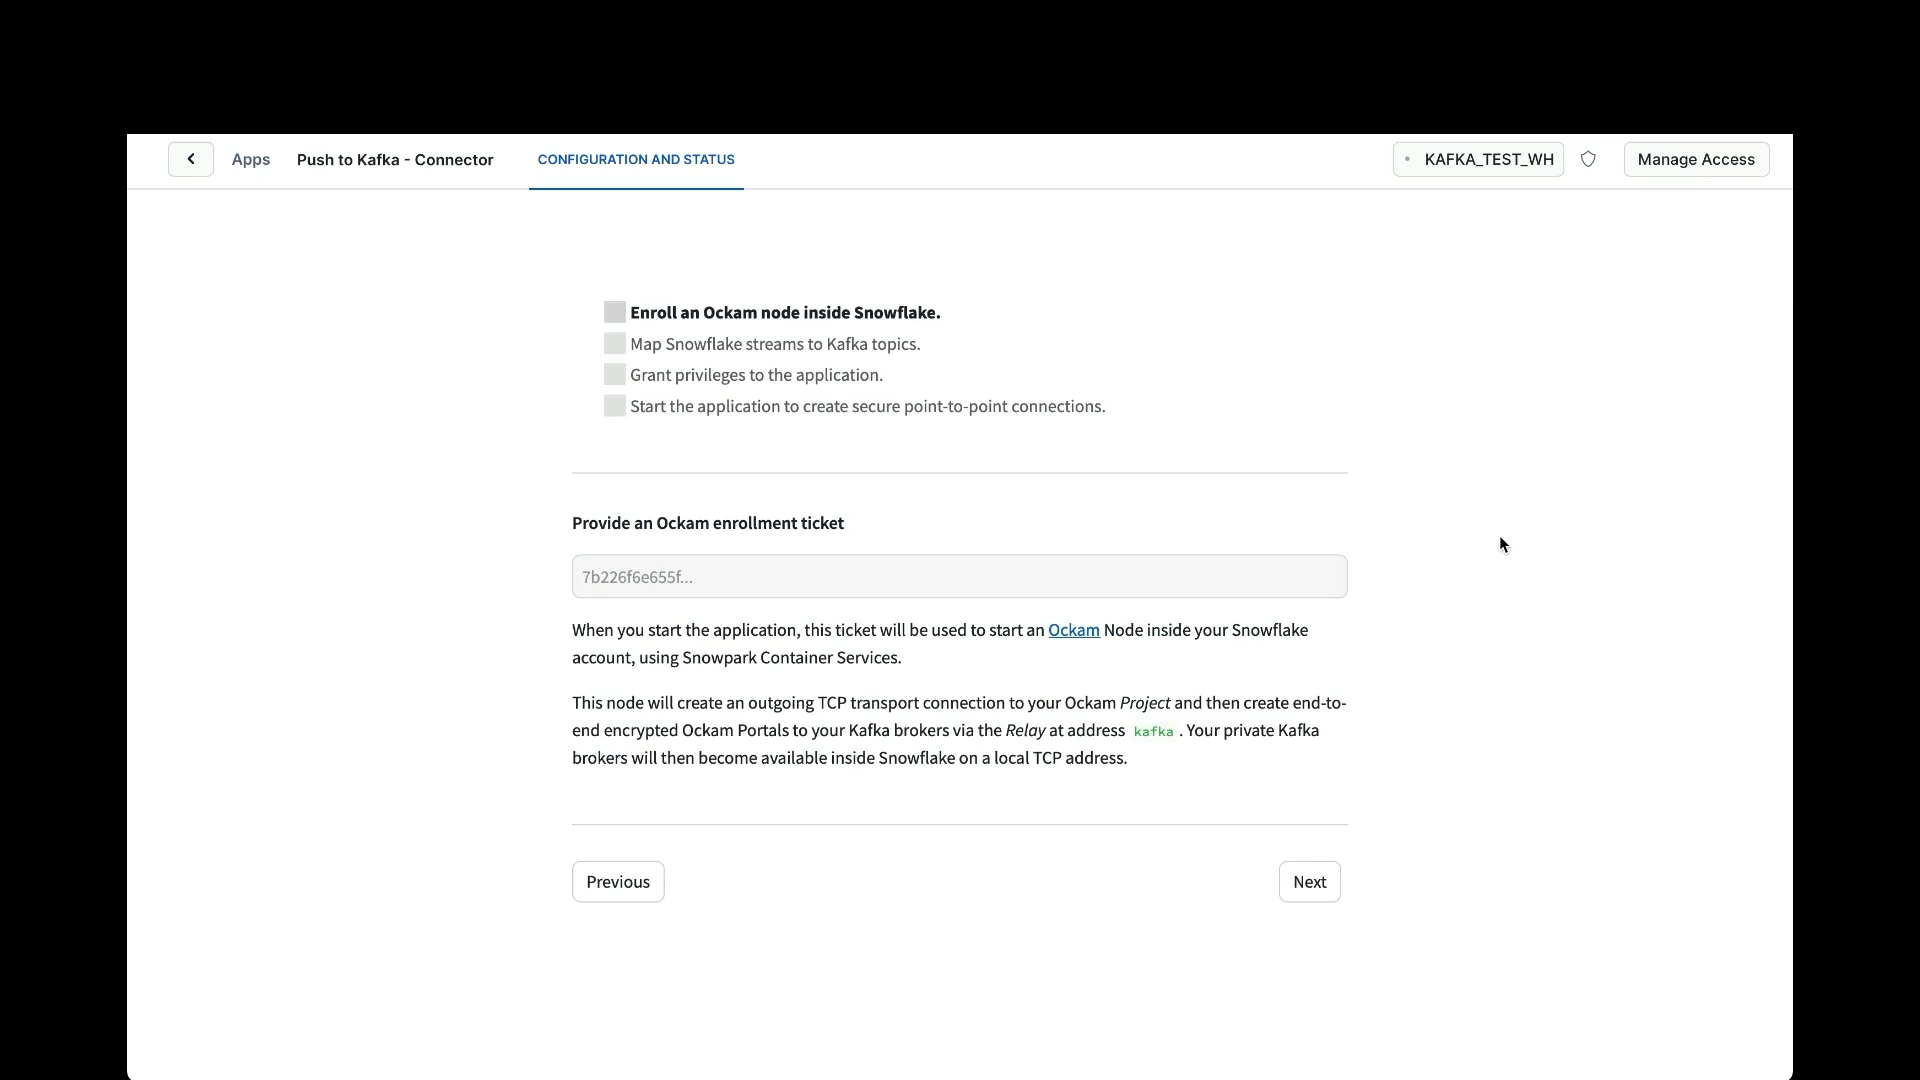 Apps
Push to Kafka - Connector
CONFIGURATION AND STATUS
KAFKA_TEST_WH
Manage Access
Enroll an Ockam node inside Snowflake.
Map Snowflake streams to Kafka topics.
Grant privileges to the application.
Start the application to create secure point-to-point connections.
Provide an Ockam enrollment ticket
7b226f6e655f...
When you start the application, this ticket will be used to start an Ockam Node inside your Snowflake
account, using Snowpark Container Services.
This node will create an outgoing TCP transport connection to your Ockam Project and then create end-to-
end encrypted Ockam Portals to your Kafka brokers via the Relay at address kafka . Your private Kafka
brokers will then become available inside Snowflake on a local TCP address.
Previous
Next